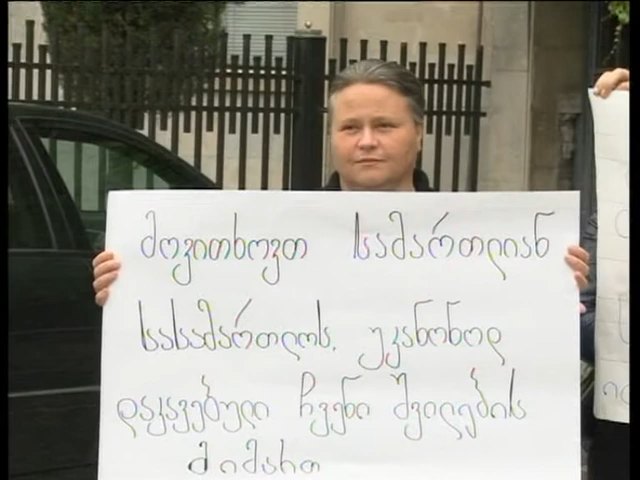 მოვითხოვთ სამართლიან
სასამართლოს. უკანონოდ
დაკავებული ჩვენი შვილების
მიმართ